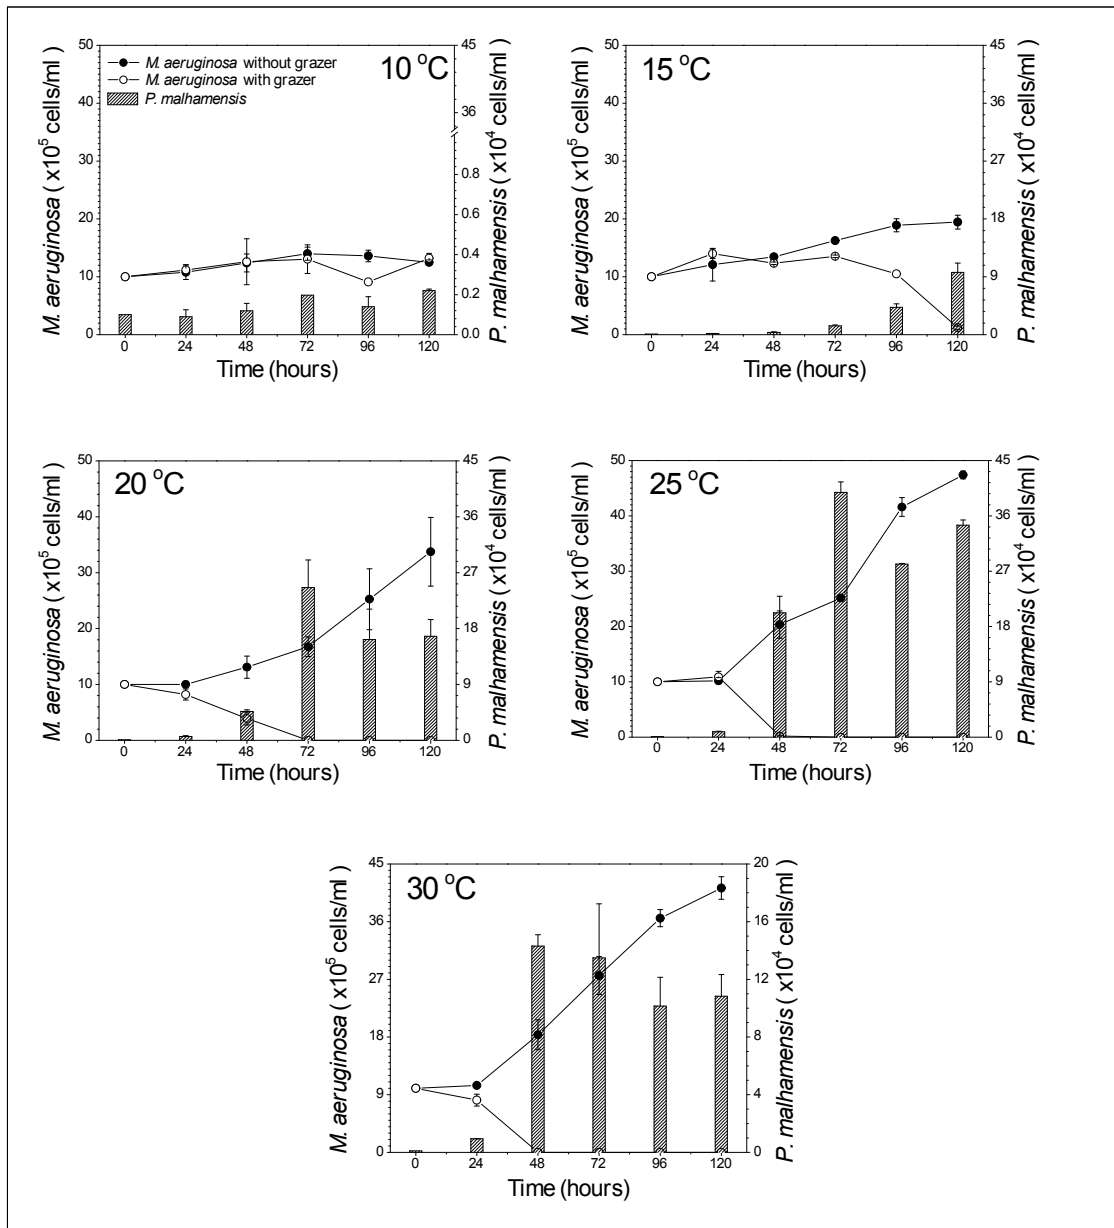 10 °C
M. aeruginosa without grazer
M. aeruginosa with grazer
P. malhamensis
M. aeruginosa ( x10⁵ cells/ml )
50
40
30
20
10
0
P. malhamensis ( x10⁴ cells/ml )
45
36
0.8
0.6
0.4
0.2
0.0
0 24 48 72 96 120
Time (hours)
15 °C
M. aeruginosa ( x10⁵ cells/ml )
50
40
30
20
10
0
P. malhamensis ( x10⁴ cells/ml )
45
36
27
18
9
0
0 24 48 72 96 120
Time (hours)
20 °C
M. aeruginosa ( x10⁵ cells/ml )
50
40
30
20
10
0
P. malhamensis ( x10⁴ cells/ml )
45
36
27
18
9
0
0 24 48 72 96 120
Time (hours)
25 °C
M. aeruginosa ( x10⁵ cells/ml )
50
40
30
20
10
0
P. malhamensis ( x10⁴ cells/ml )
45
36
27
18
9
0
0 24 48 72 96 120
Time (hours)
30 °C
M. aeruginosa ( x10⁵ cells/ml )
45
36
27
18
9
0
P. malhamensis ( x10⁴ cells/ml )
20
16
12
8
4
0
0 24 48 72 96 120
Time (hours)